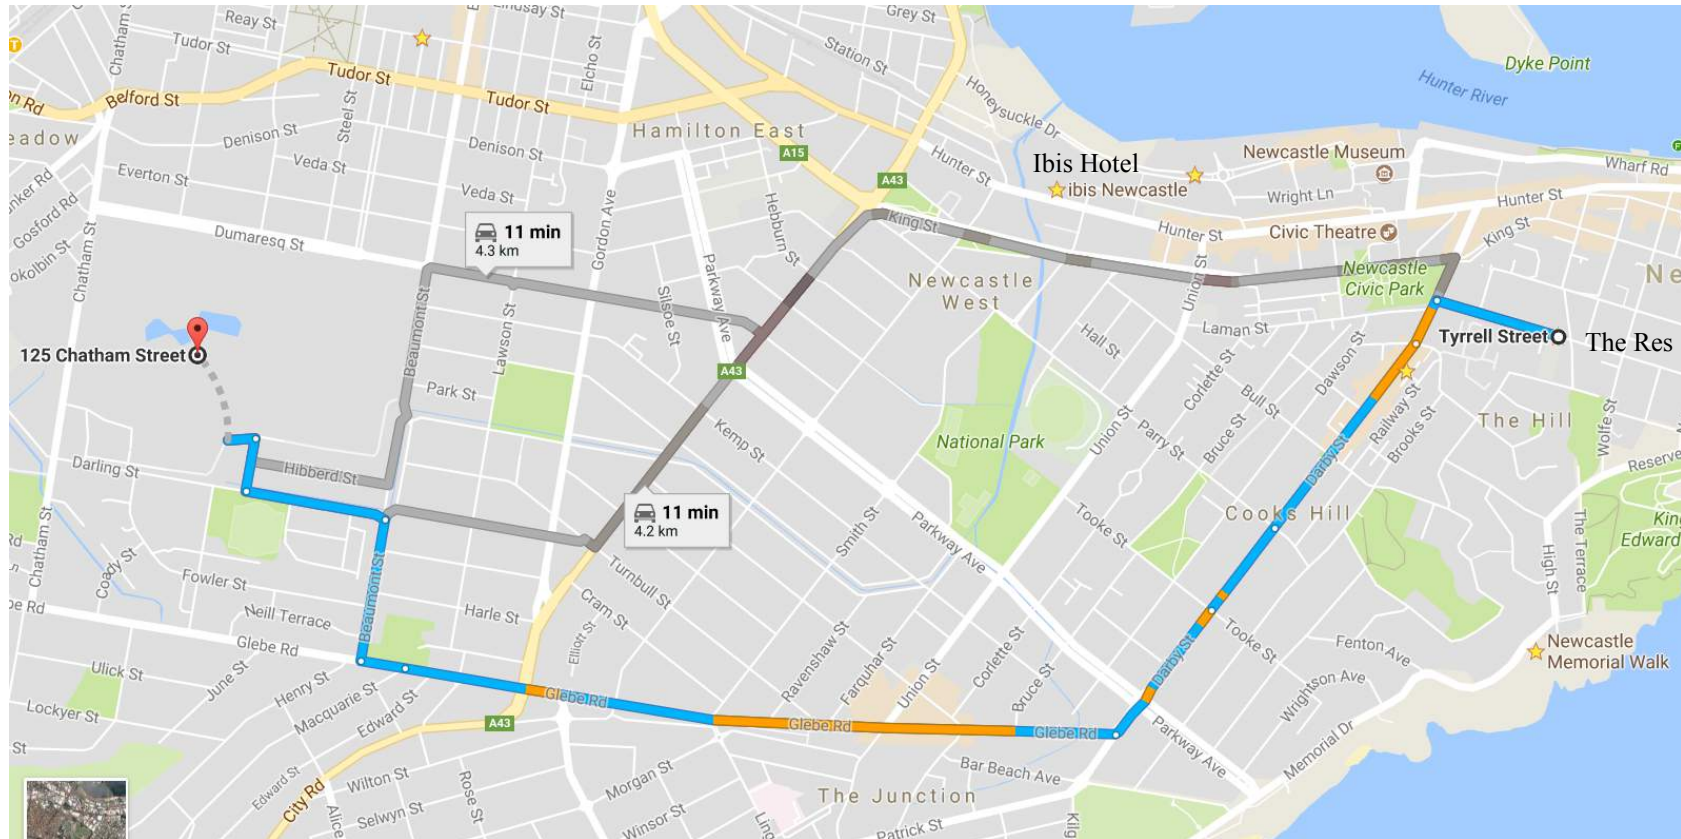 Reay St
Chatham St
Lindsay St
Grey St
Tudor St
Elcho St
Station St
Dyke Point
Hunter River
Tudor St
Belford St
Tudor St
Steel St
Honeysuckle Dr
Denison St
Hamilton East
Denison St
A15
Hunter St
Ibis Hotel
Newcastle Museum
Wharf Rd
Veda St
Everton St
A43
ibis Newcastle
Wright Ln
Veda St
Hebburn St
Hunter St
Gosford Rd
King St
Dumaresq St
11 min
4.3 km
Gordon Ave
Hunter St
Civic Theatre
King St
Chatham St
Parkway Ave
Union St
Newcastle
Civic Park
Newcastle
West
Silsoe St
Beaumont St
Lawson St
Laman St
Hall St
Dawson St
Tyrrell Street
The Res
125 Chatham Street
A43
Corlette St
Park St
Bull St
Railway St
Brooks St
The Hill
Wolfe St
Kemp St
National Park
Union St
Parry St
Bruce St
Darby St
Darling St
Hibberd St
Reserve
11 min
4.2 km
Smith St
Parkway Ave
Tooke St
Cooks Hill
The Terrace
High St
King
Edward
Chatham St
Coady St
Fowler St
Turnbull St
Beaumont St
Cram St
Harle St
Neill Terrace
Glebe Rd
Elliott St
Ravenshaw St
Farquhar St
Corlette St
Tooke St
Fenton Ave
Newcastle
Memorial Walk
Ulick St
June St
Henry St
Macquarie St
Edward St
Union St
Bruce St
Darby St
Wrightson Ave
Lockyer St
A43
Glebe Rd
Glebe Rd
Glebe Rd
Parkway Ave
Memorial Dr
St
Edward St
City Rd
Wilton St
Rose St
Morgan St
Bar Beach Ave
The Junction
Selwyn St
Alice
Winsor St
Patrick St